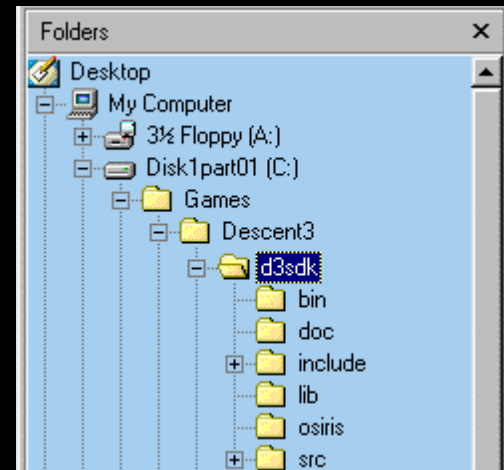 Folders
Desktop
My Computer
3½ Floppy (A:)
Disk1part01 (C:)
Games
Descent3
d3sdk
bin
doc
include
lib
osiris
src